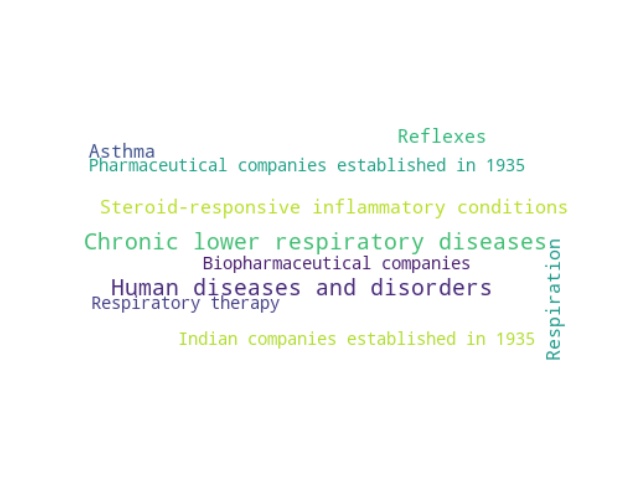 Reflexes
Asthma
Pharmaceutical companies established in 1935
Steroid-responsive inflammatory conditions
Chronic lower respiratory diseases
Biopharmaceutical companies
Human diseases and disorders
Respiratory therapy
Respiration
Indian companies established in 1935